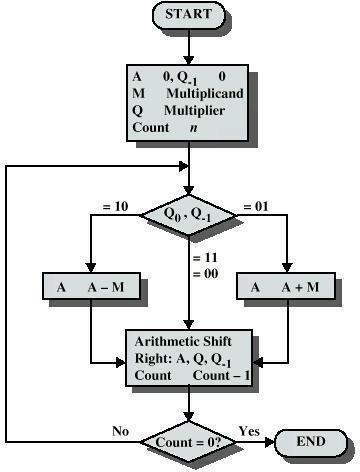 START
A 0, Q-1 0
M Multiplicand
Q Multiplier
Count n
= 10
Q0, Q-1
= 01
= 11
= 00
A A – M
A A + M
Arithmetic Shift
Right: A, Q, Q-1
Count Count – 1
No
Count = 0?
Yes
END